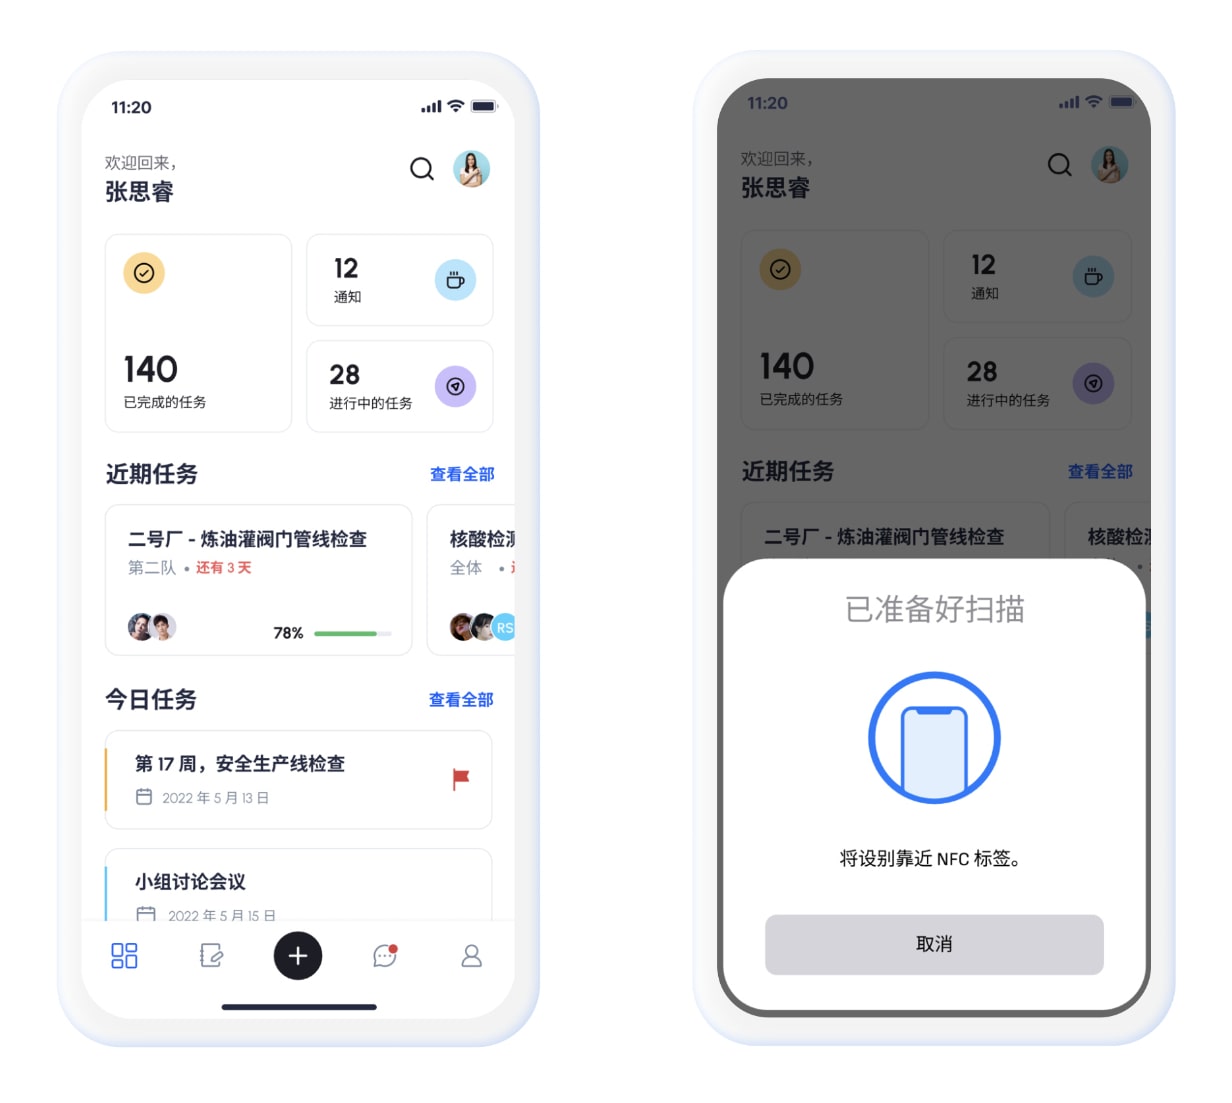 11:20
欢迎回来，
张思睿
140
已完成的任务
12
通知
28
进行中的任务
近期任务
查看全部
二号厂 - 炼油灌阀门管线检查
第二队 • 还有 3 天
78%
核酸检
全体 •
RS
今日任务
查看全部
第 17 周，安全生产线检查
2022 年 5 月 13 日
小组讨论会议
2022 年 5 月 15 日
11:20
欢迎回来，
张思睿
140
已完成的任务
12
通知
28
进行中的任务
近期任务
查看全部
二号厂 - 炼油灌阀门管线检查
核酸检
已准备好扫描
将设别靠近 NFC 标签。
取消